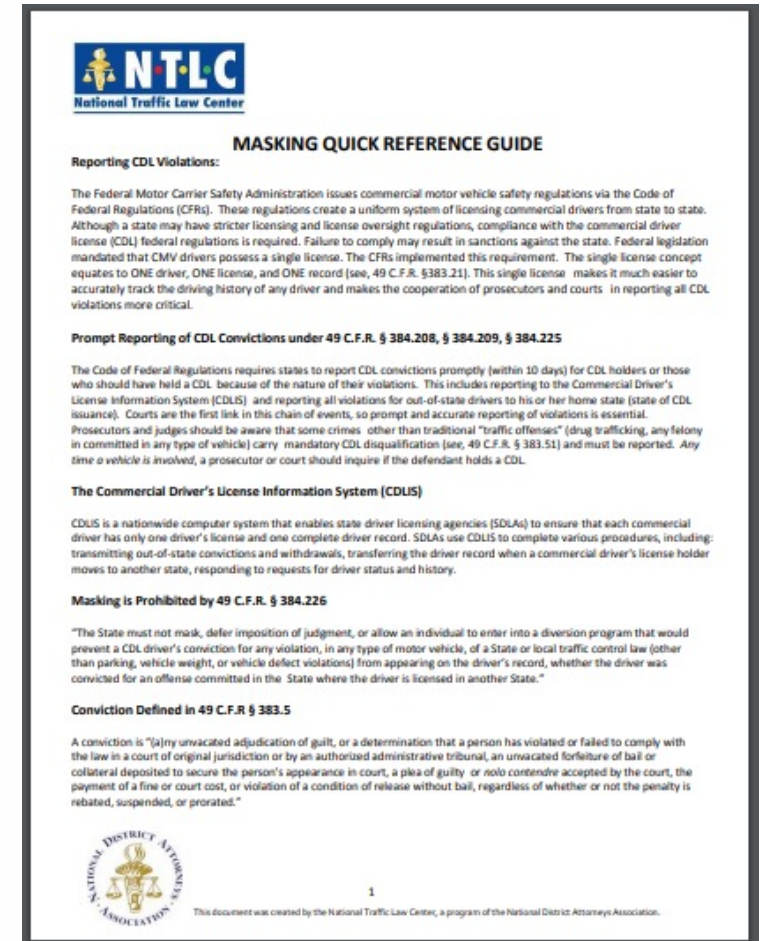 N·T·L·C
National Traffic Law Center
MASKING QUICK REFERENCE GUIDE
Reporting CDL Violations:
The Federal Motor Carrier Safety Administration issues commercial motor vehicle safety regulations via the Code of
Federal Regulations (CFRs). These regulations create a uniform system of licensing commercial drivers from state to state.
Although a state may have stricter licensing and license oversight regulations, compliance with the commercial driver
license (CDL) federal regulations is required. Failure to comply may result in sanctions against the state. Federal legislation
mandated that CMV drivers possess a single license. The CFRs implemented this requirement. The single license concept
equates to ONE driver, ONE license, and ONE record (see, 49 C.F.R. §383.21). This single license makes it much easier to
accurately track the driving history of any driver and makes the cooperation of prosecutors and courts in reporting all CDL
violations more critical.
Prompt Reporting of CDL Convictions under 49 C.F.R. § 384.208, § 384.209, § 384.225
The Code of Federal Regulations requires states to report CDL convictions promptly (within 10 days) for CDL holders or those
who should have held a CDL because of the nature of their violations. This includes reporting to the Commercial Driver's
License Information System (CDLIS) and reporting all violations for out-of-state drivers to his or her home state (state of CDL
issuance). Courts are the first link in this chain of events, so prompt and accurate reporting of violations is essential.
Prosecutors and judges should be aware that some crimes other than traditional "traffic offenses" (drug trafficking, any felony
in committed in any type of vehicle) carry mandatory CDL disqualification (see, 49 C.F.R. § 383.51) and must be reported. Any
time a vehicle is involved, a prosecutor or court should inquire if the defendant holds a CDL.
The Commercial Driver's License Information System (CDLIS)
CDLIS is a nationwide computer system that enables state driver licensing agencies (SDLAs) to ensure that each commercial
driver has only one driver's license and one complete driver record. SDLAs use CDLIS to complete various procedures, including:
transmitting out-of-state convictions and withdrawals, transferring the driver record when a commercial driver's license holder
moves to another state, responding to requests for driver status and history.
Masking is Prohibited by 49 C.F.R. § 384.226
"The State must not mask, defer imposition of judgment, or allow an individual to enter into a diversion program that would
prevent a CDL driver's conviction for any violation, in any type of motor vehicle, of a State or local traffic control law (other
than parking, vehicle weight, or vehicle defect violations) from appearing on the driver's record, whether the driver was
convicted for an offense committed in the State where the driver is licensed in another State."
Conviction Defined in 49 C.F.R § 383.5
A conviction is "(a)ny unvacated adjudication of guilt, or a determination that a person has violated or failed to comply with
the law in a court of original jurisdiction or by an authorized administrative tribunal, an unvacated forfeiture of bail or
collateral deposited to secure the person's appearance in court, a plea of guilty or nolo contendre accepted by the court, the
payment of a fine or court cost, or violation of a condition of release without bail, regardless of whether or not the penalty is
rebated, suspended, or prorated."
NATIONAL DISTRICT ATTORNEYS ASSOCIATION
1
This document was created by the National Traffic Law Center, a program of the National District Attorneys Association.